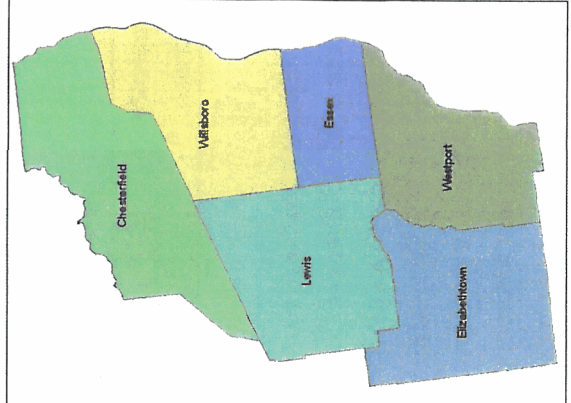 Chesterfield
Willsboro
Essex
Lewis
Westport
Elizabethtown